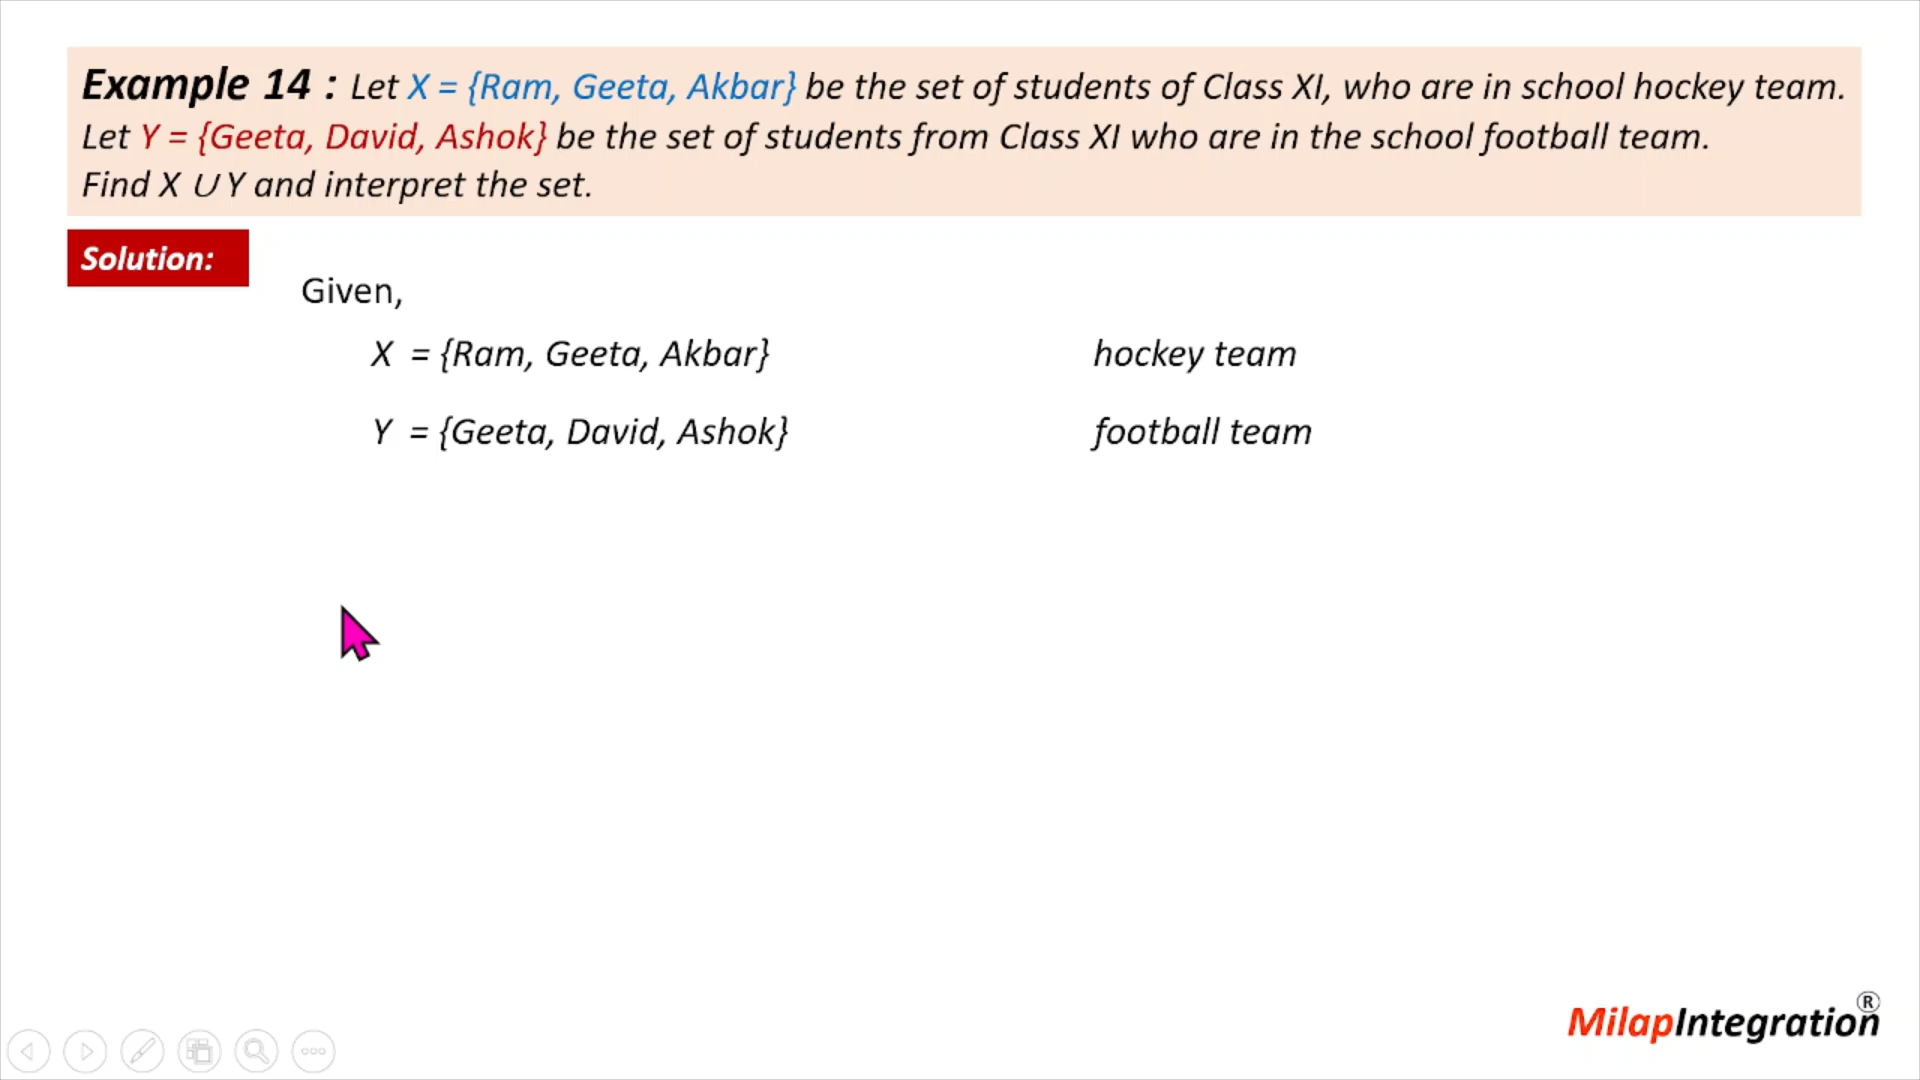 Example 14 : Let X = {Ram, Geeta, Akbar} be the set of students of Class XI, who are in school hockey team.
Let Y = {Geeta, David, Ashok} be the set of students from Class XI who are in the school football team.
Find X ∪ Y and interpret the set.
Solution:
Given,
X = {Ram, Geeta, Akbar} hockey team
Y = {Geeta, David, Ashok} football team
MilapIntegration®